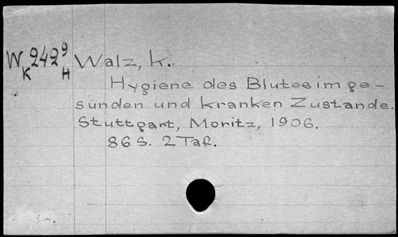 W 242⁹ Walz, K.
K H
Hygiene des Blutes im ge-
sunden und kranken Zustande.
Stuttgart, Moritz, 1906.
86 S. 2 Taf.